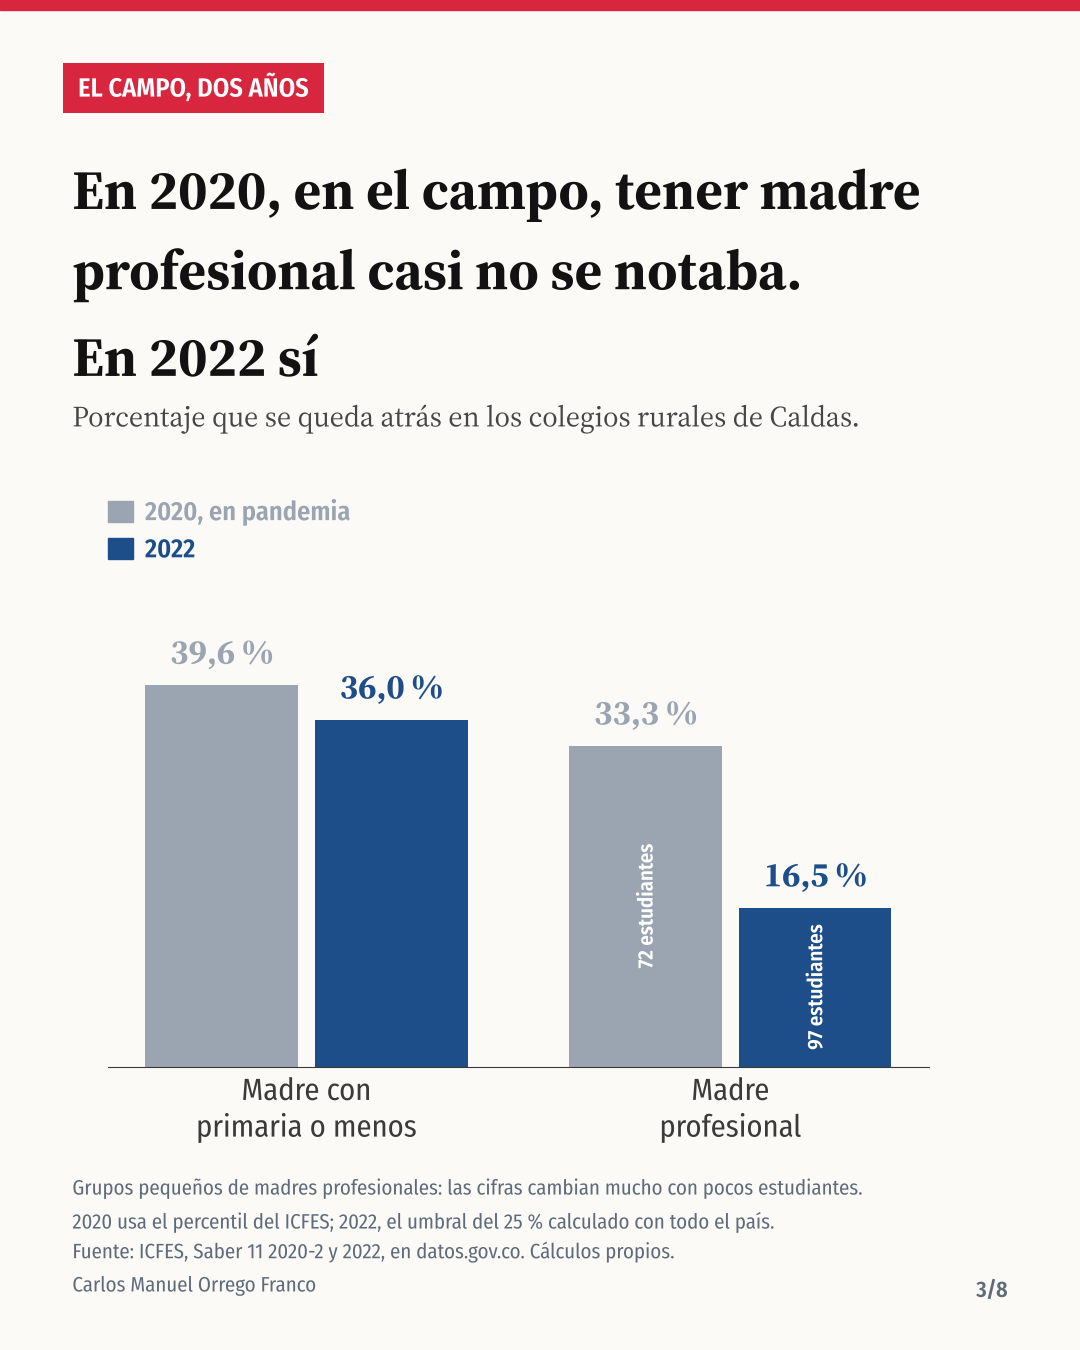 EL CAMPO, DOS AÑOS
En 2020, en el campo, tener madre
profesional casi no se notaba.
En 2022 sí
Porcentaje que se queda atrás en los colegios rurales de Caldas.
2020, en pandemia
2022
39,6 %
36,0 %
33,3 %
16,5 %
72 estudiantes
97 estudiantes
Madre con
primaria o menos
Madre
profesional
Grupos pequeños de madres profesionales: las cifras cambian mucho con pocos estudiantes.
2020 usa el percentil del ICFES; 2022, el umbral del 25 % calculado con todo el país.
Fuente: ICFES, Saber 11 2020-2 y 2022, en datos.gov.co. Cálculos propios.
Carlos Manuel Orrego Franco
3/8